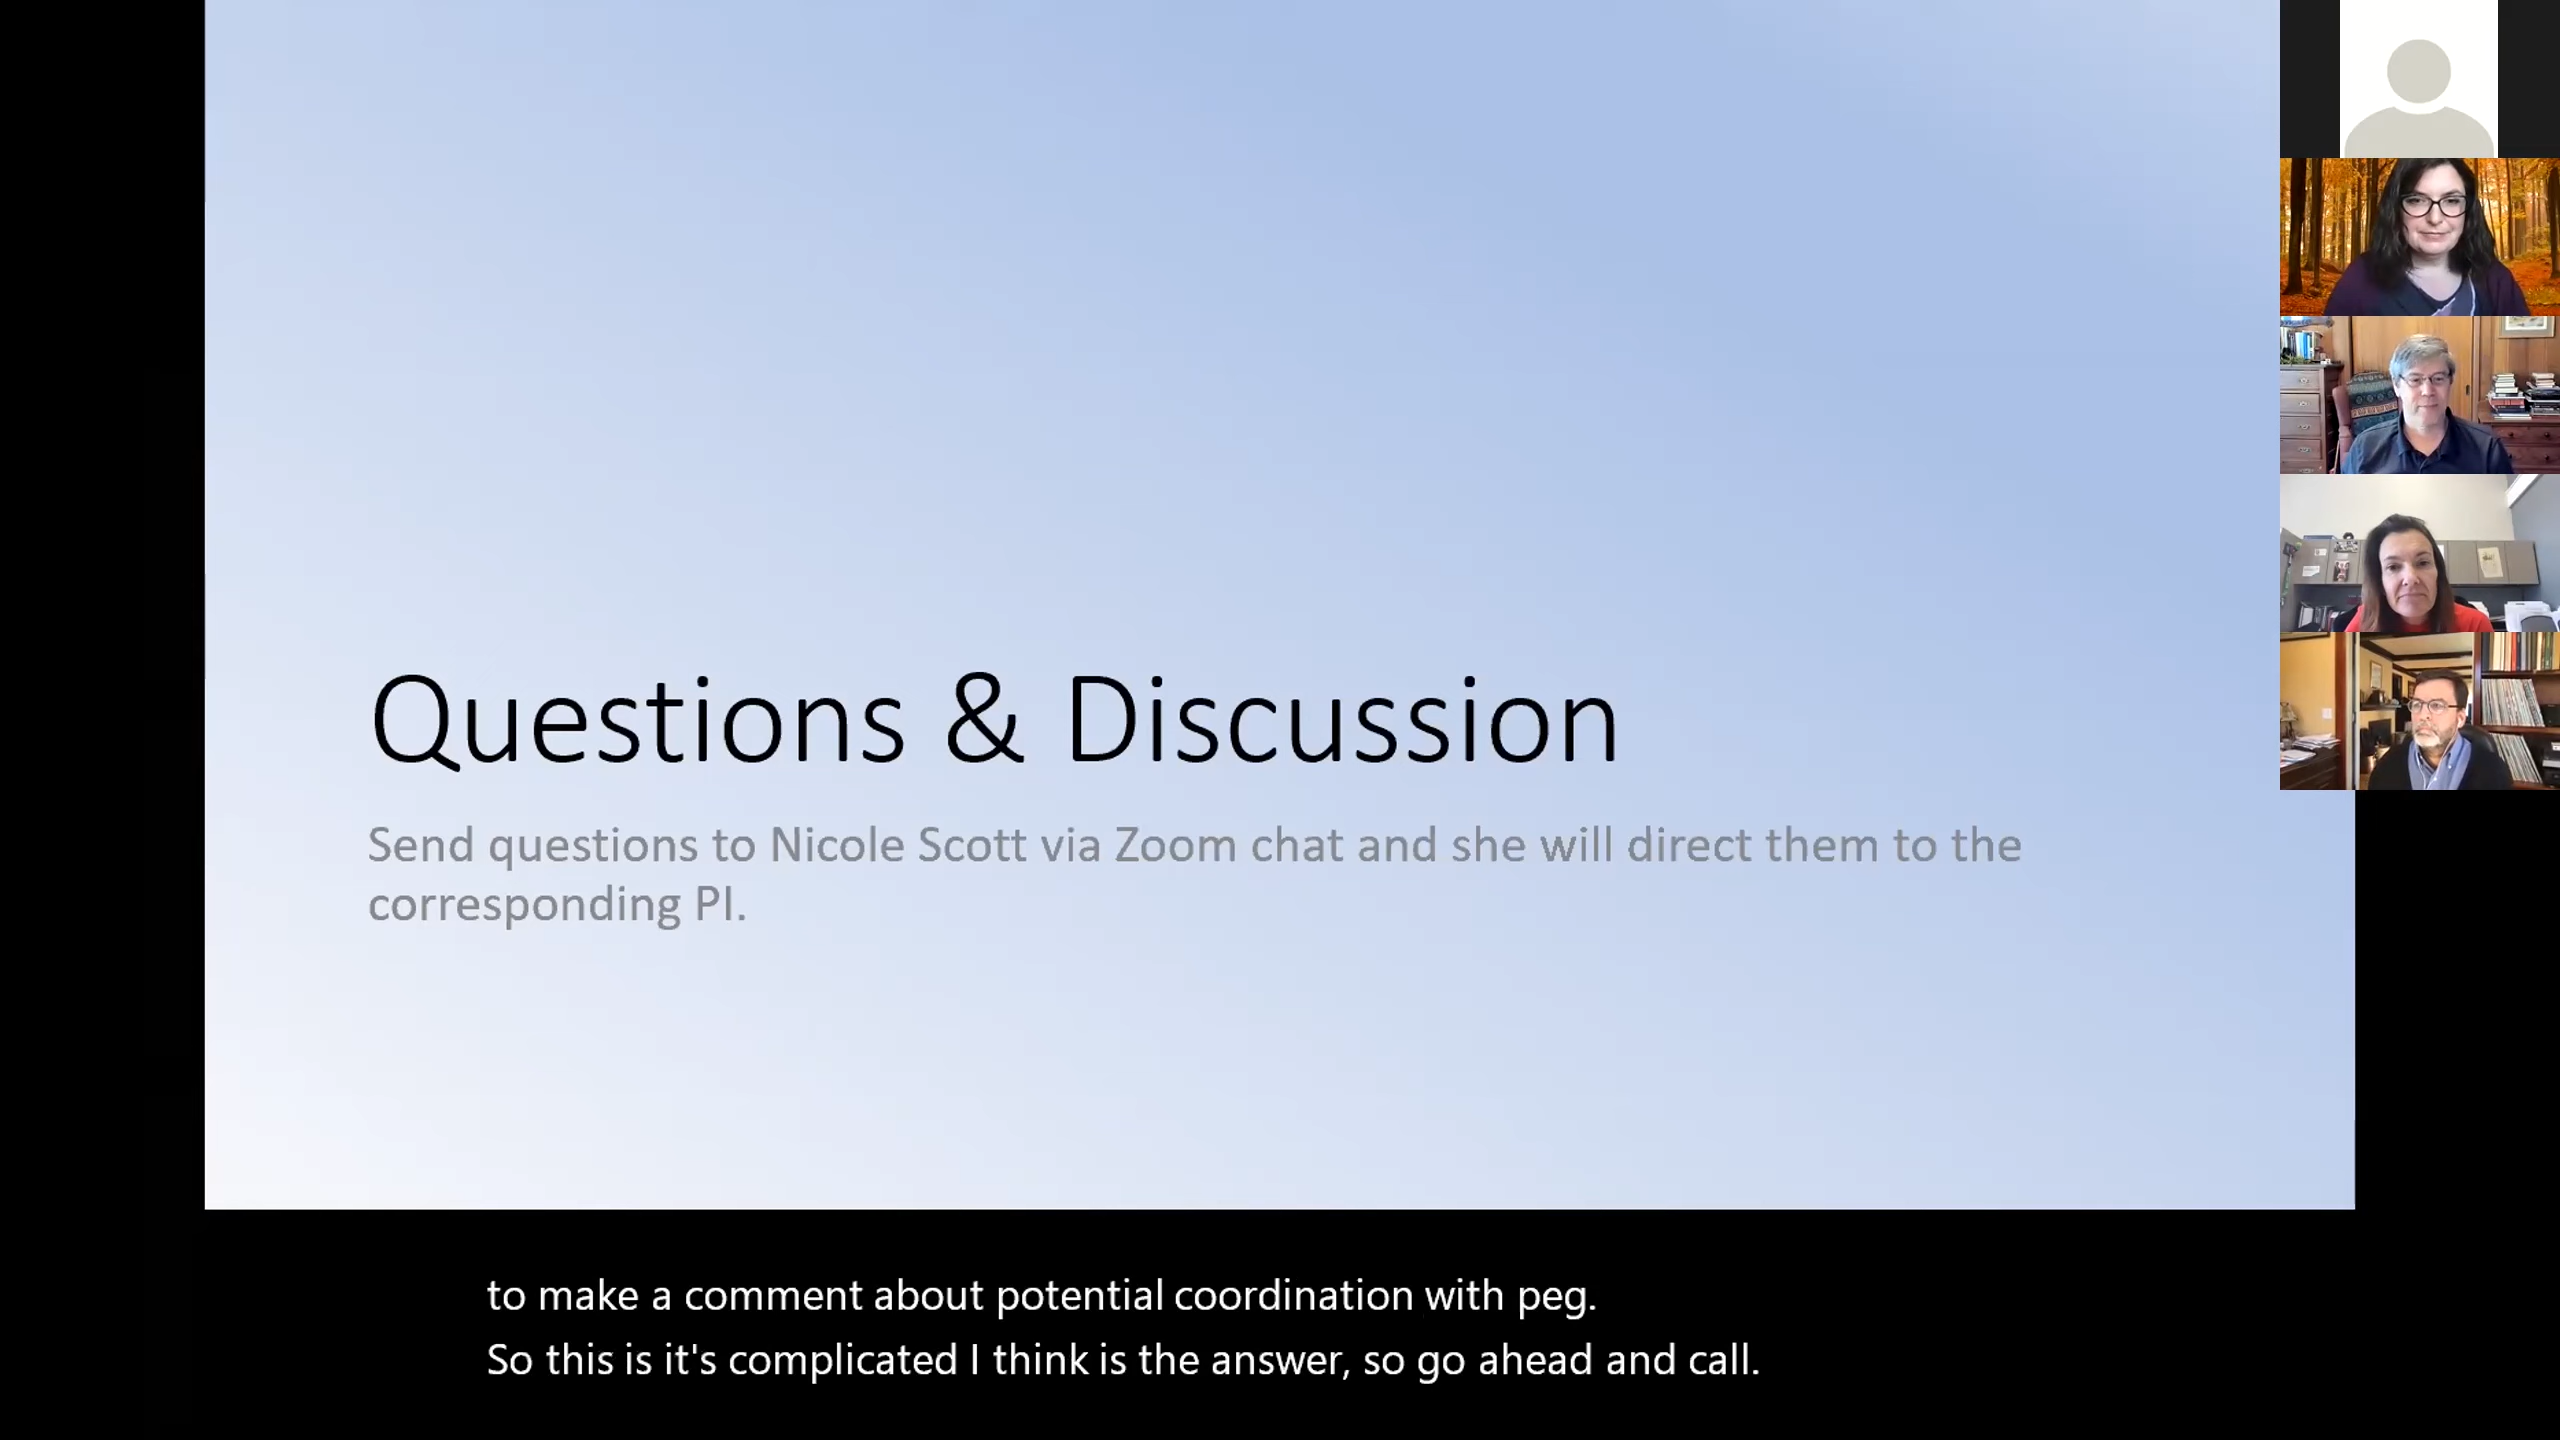 Questions & Discussion
Send questions to Nicole Scott via Zoom chat and she will direct them to the
corresponding PI.
to make a comment about potential coordination with peg.
So this is it's complicated I think is the answer, so go ahead and call.